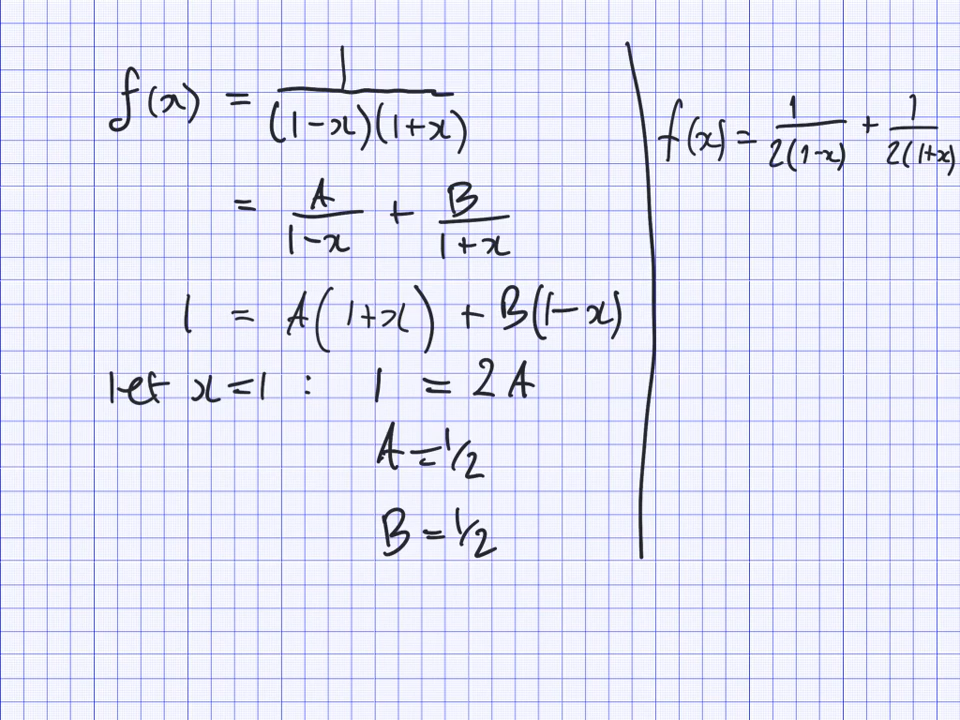 f(x) = 1/((1-x)(1+x))
= A/(1-x) + B/(1+x)
1 = A(1+x) + B(1-x)
let x=1 : 1 = 2A
A=1/2
B=1/2
f(x) = 1/(2(1-x)) + 1/(2(1+x))